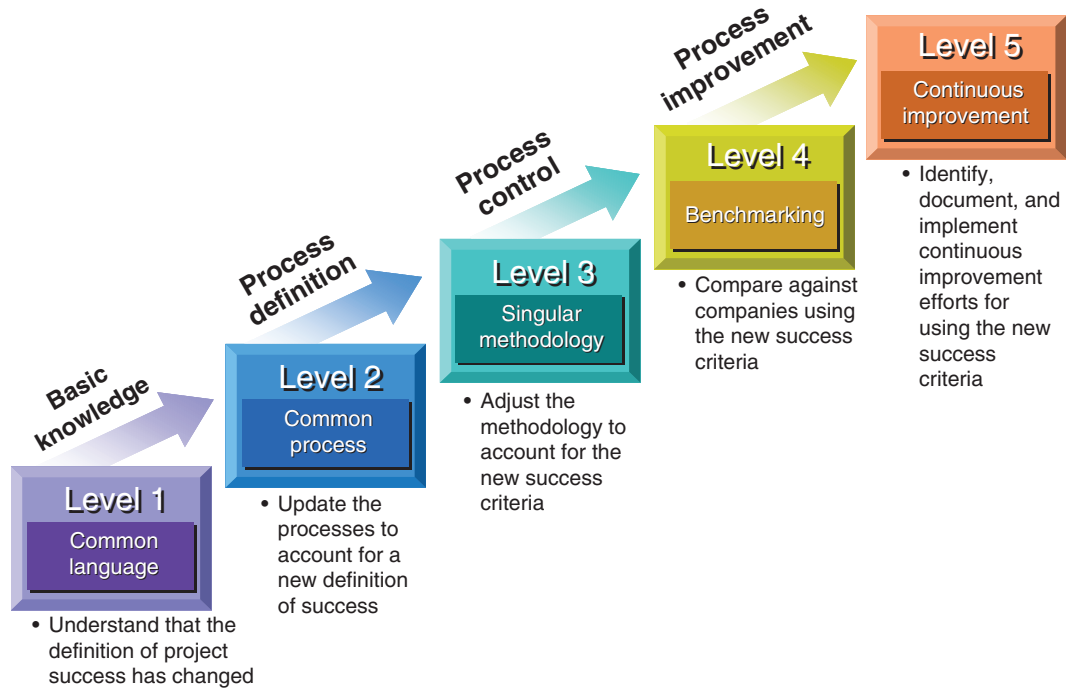 Basic
knowledge
Level 1
Common
language
• Understand that the
definition of project
success has changed
Process
definition
Level 2
Common
process
• Update the
processes to
account for a
new definition
of success
Process
control
Level 3
Singular
methodology
• Adjust the
methodology to
account for the
new success
criteria
Process
improvement
Level 4
Benchmarking
• Compare against
companies using
the new success
criteria
Level 5
Continuous
improvement
• Identify,
document, and
implement
continuous
improvement
efforts for
using the new
success
criteria